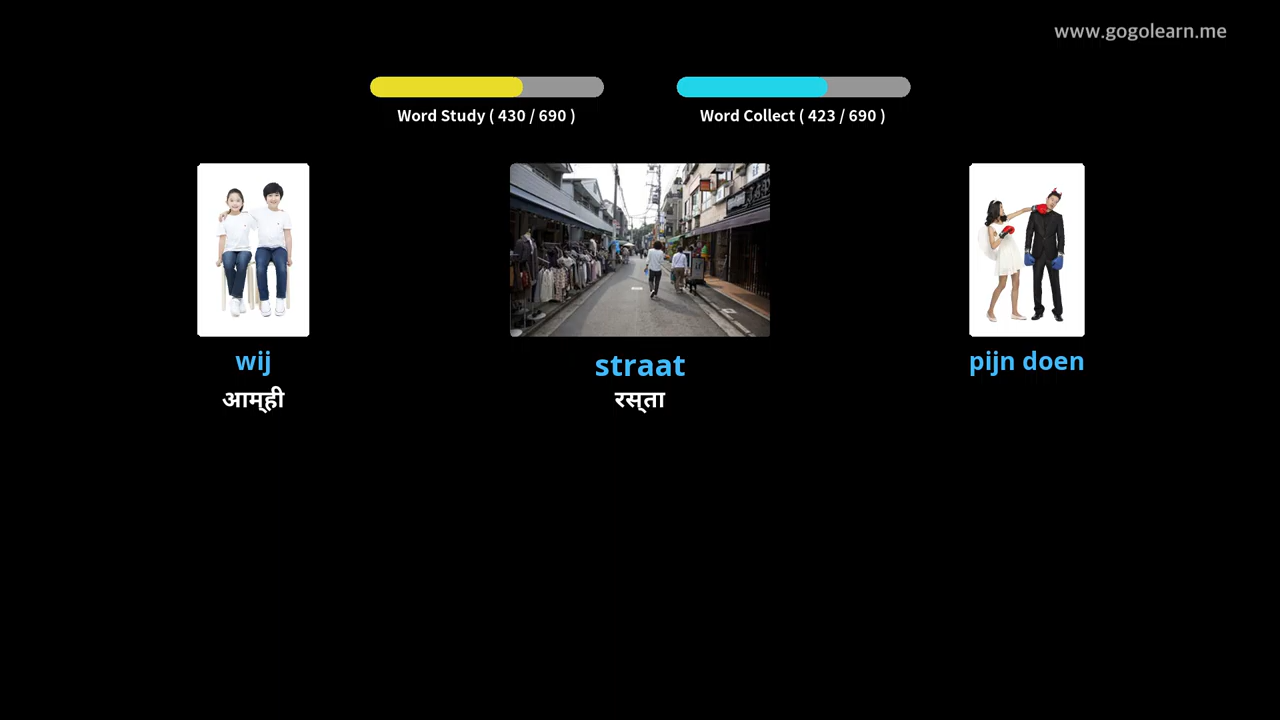 www.gogolearn.me
Word Study ( 430 / 690 )
Word Collect ( 423 / 690 )
wij
आम्ही
straat
रस्ता
pijn doen